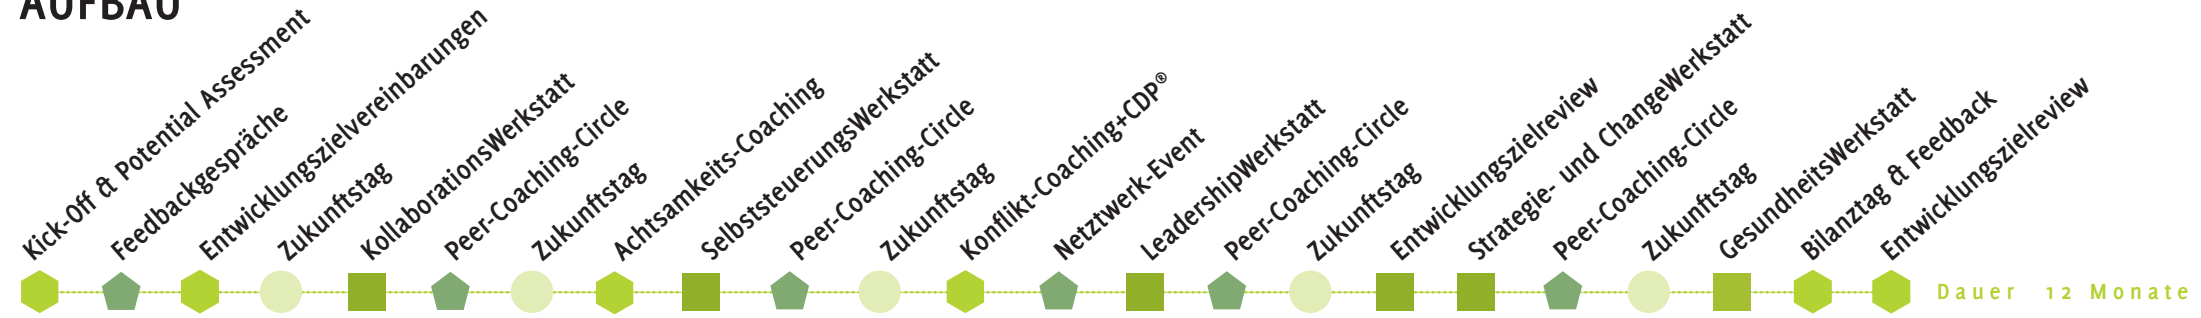 AUFBAU
Kick-Off & Potential Assessment
Feedbackgespräche
Entwicklungszielvereinbarungen
Zukunftstag
KollaborationsWerkstatt
Peer-Coaching-Circle
Zukunftstag
Achtsamkeits-Coaching
SelbststeuerungsWerkstatt
Peer-Coaching-Circle
Zukunftstag
Konflikt-Coaching+CDP®
Netztwerk-Event
LeadershipWerkstatt
Peer-Coaching-Circle
Zukunftstag
Entwicklungszielreview
Strategie- und ChangeWerkstatt
Peer-Coaching-Circle
Zukunftstag
GesundheitsWerkstatt
Bilanztag & Feedback
Entwicklungszielreview
Dauer 12 Monate